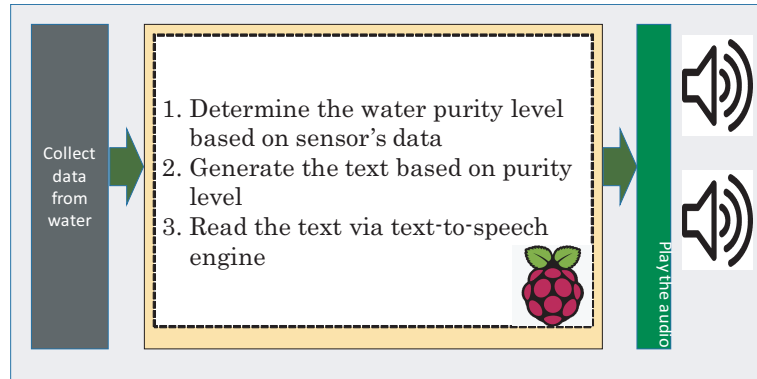 Collect
data
from
water
1. Determine the water purity level
based on sensor's data
2. Generate the text based on purity
level
3. Read the text via text-to-speech
engine
Play the audio